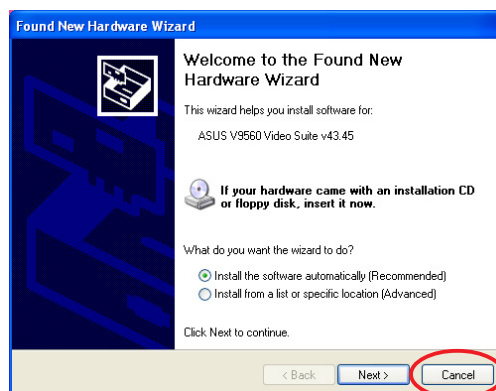 Found New Hardware Wizard
Welcome to the Found New
Hardware Wizard
This wizard helps you install software for:
ASUS V9560 Video Suite v43.45
If your hardware came with an installation CD
or floppy disk, insert it now.
What do you want the wizard to do?
Install the software automatically (Recommended)
Install from a list or specific location (Advanced)
Click Next to continue.
< Back Next > Cancel